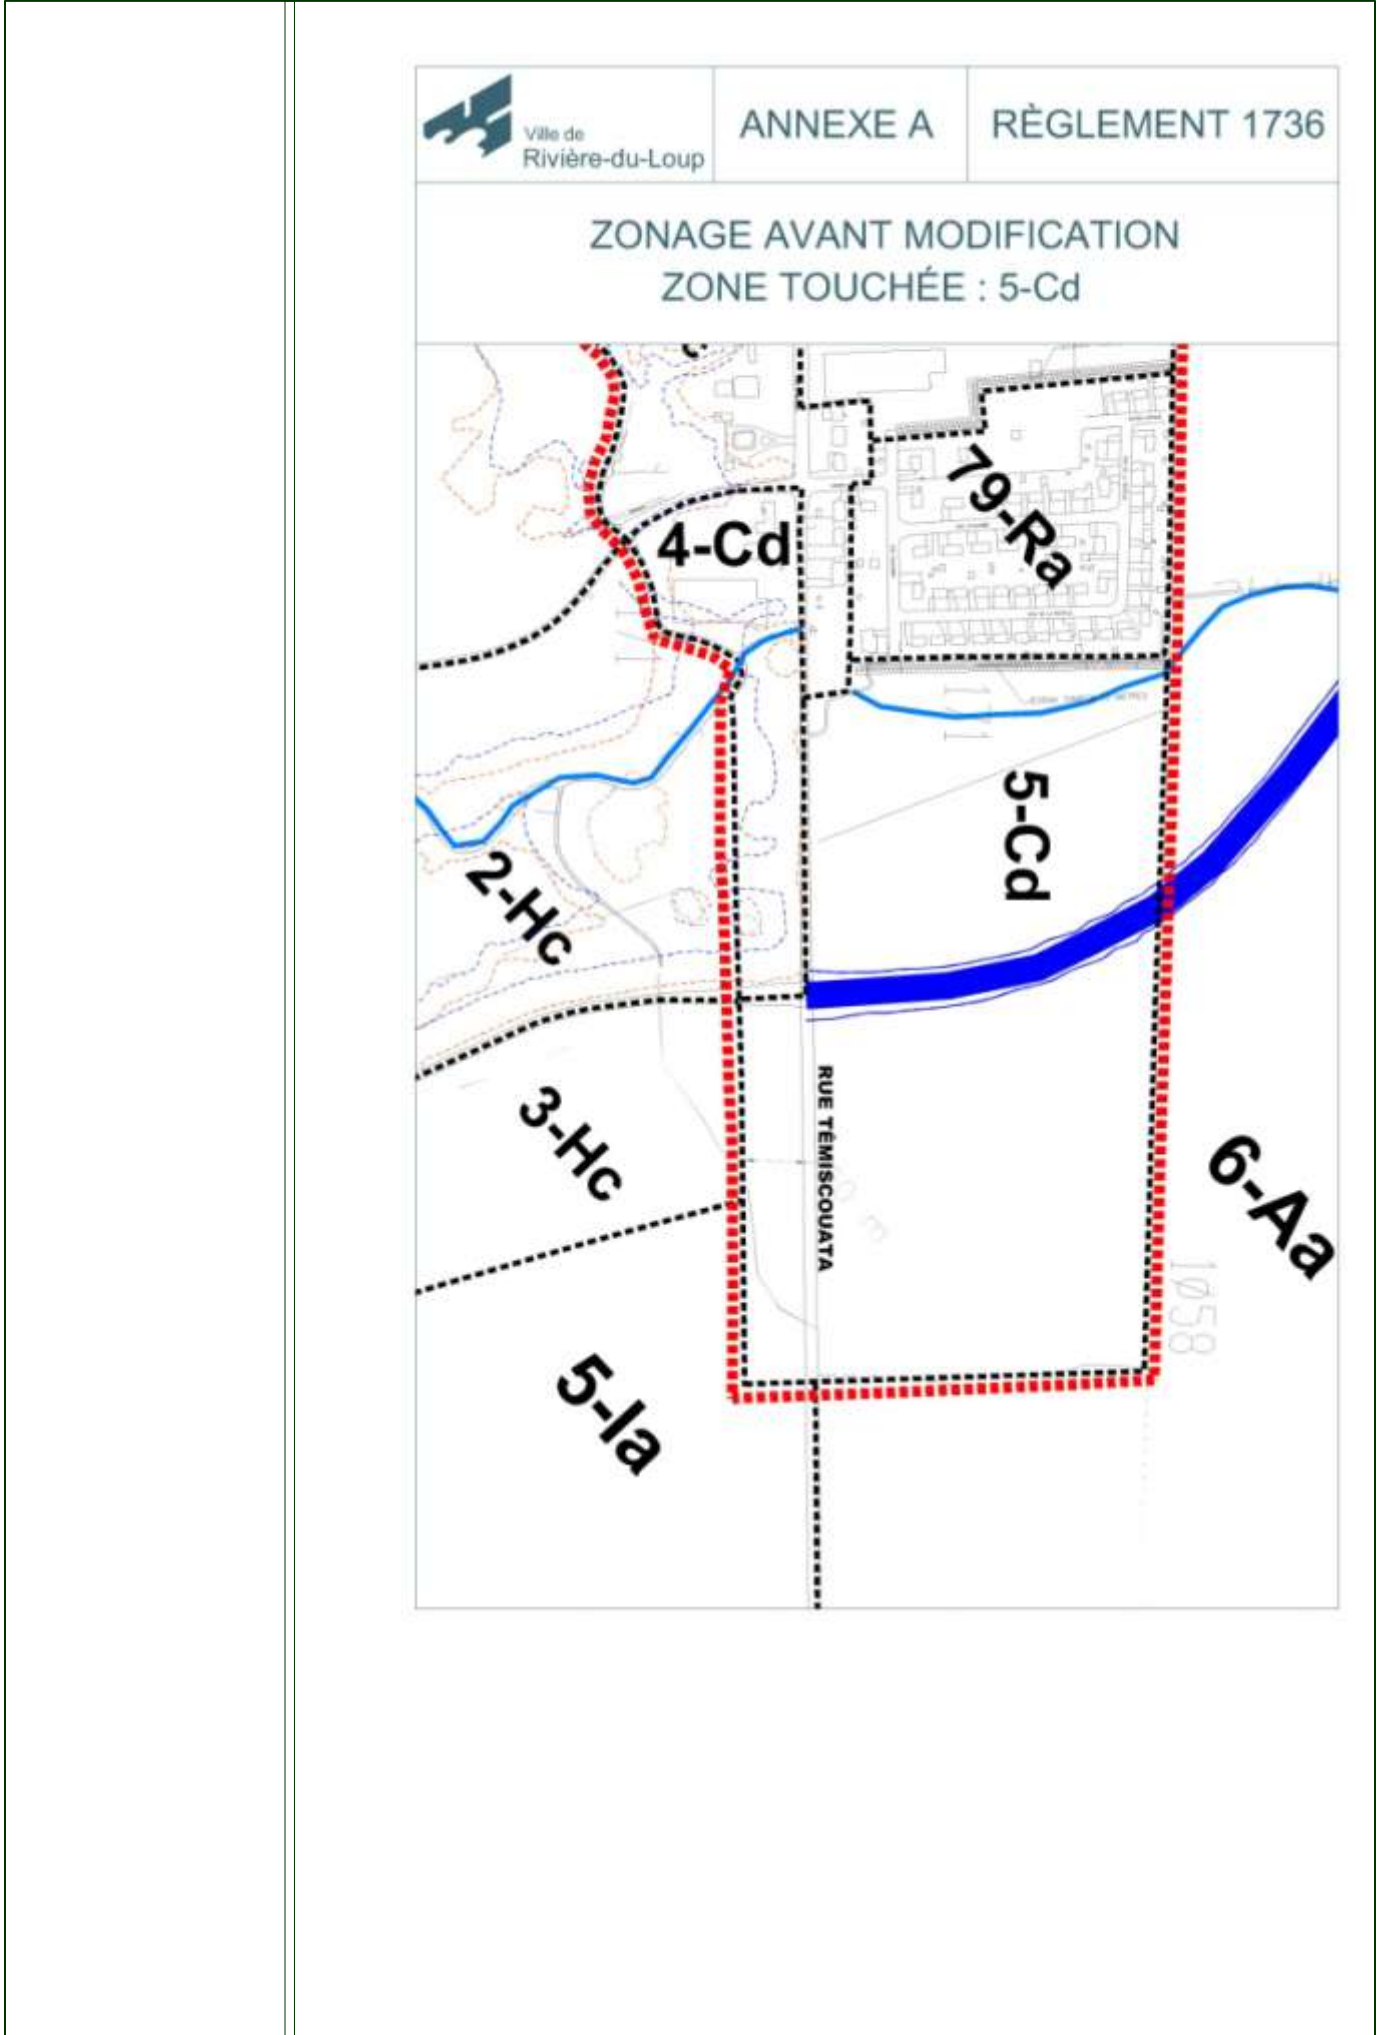 Ville de
Rivière-du-Loup
ANNEXE A
RÈGLEMENT 1736
ZONAGE AVANT MODIFICATION
ZONE TOUCHÉE : 5-Cd
79-Ra
4-Cd
5-Cd
2-Hc
3-Hc
RUE TÉMISCOUATA
6-Aa
1058
5-Ia